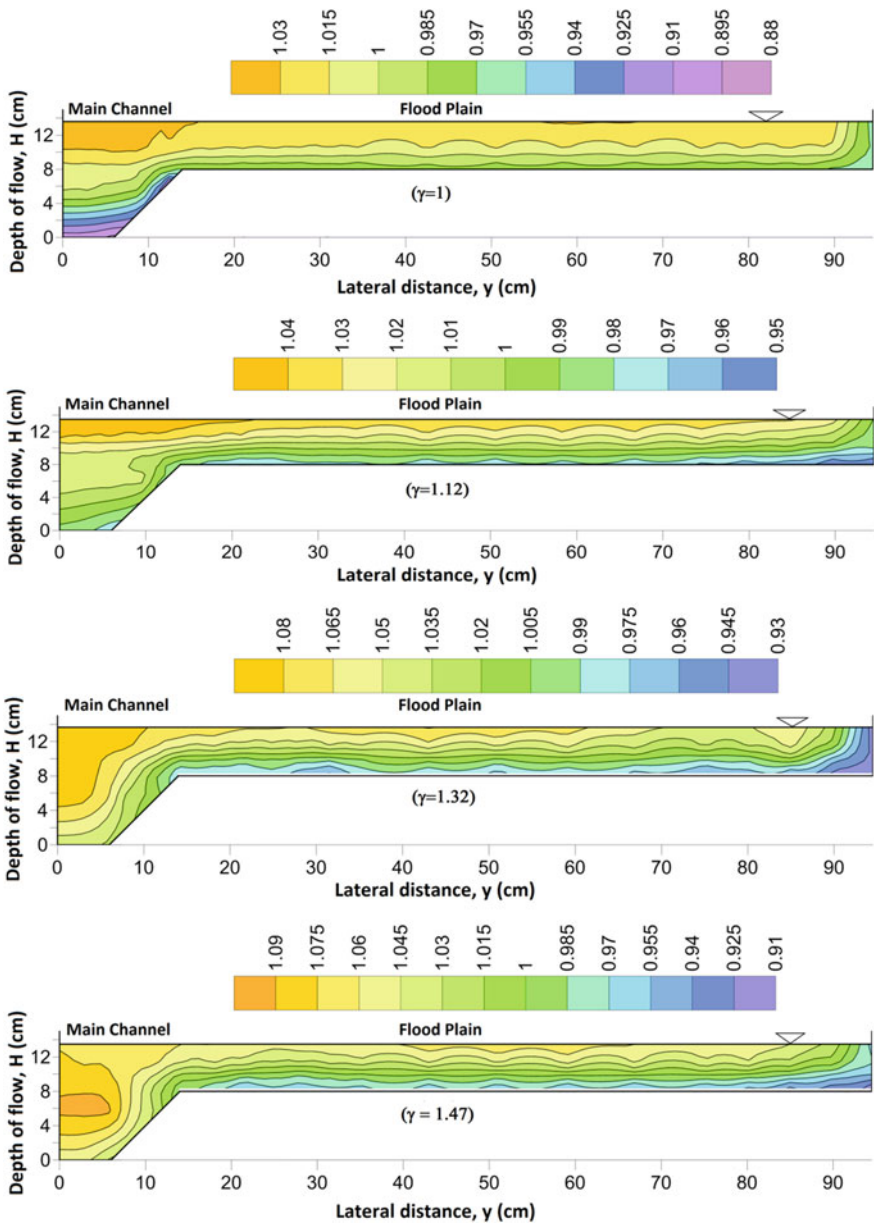 1.03 1.015 1 0.985 0.97 0.955 0.94 0.925 0.91 0.895 0.88
Main Channel Flood Plain
Depth of flow, H (cm)
12
8
4
0
(γ=1)
0 10 20 30 40 50 60 70 80 90
Lateral distance, y (cm)
1.04 1.03 1.02 1.01 1 0.99 0.98 0.97 0.96 0.95
Main Channel Flood Plain
Depth of flow, H (cm)
12
8
4
0
(γ=1.12)
0 10 20 30 40 50 60 70 80 90
Lateral distance, y (cm)
1.08 1.065 1.05 1.035 1.02 1.005 0.99 0.975 0.96 0.945 0.93
Main Channel Flood Plain
Depth of flow, H (cm)
12
8
4
0
(γ=1.32)
0 10 20 30 40 50 60 70 80 90
Lateral distance, y (cm)
1.09 1.075 1.06 1.045 1.03 1.015 1 0.985 0.97 0.955 0.94 0.925 0.91
Main Channel Flood Plain
Depth of flow, H (cm)
12
8
4
0
(γ = 1.47)
0 10 20 30 40 50 60 70 80 90
Lateral distance, y (cm)